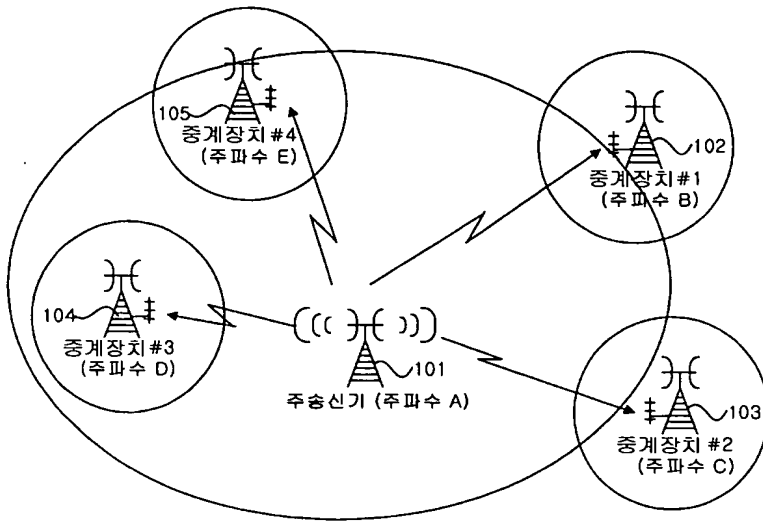 105
중계장치#4
(주파수 E)
102
중계장치#1
(주파수 B)
104
중계장치#3
(주파수 D)
101
주송신기 (주파수 A)
103
중계장치 #2
(주파수 C)